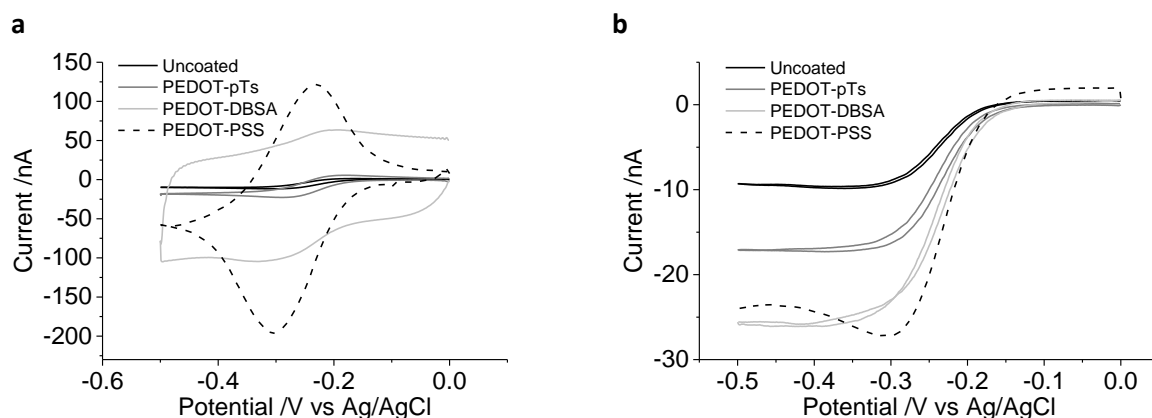 a
150
100
50
0
-50
-100
-150
-200
Current /nA
Uncoated
PEDOT-pTs
PEDOT-DBSA
PEDOT-PSS
-0.6
-0.4
-0.2
0.0
Potential /V vs Ag/AgCl
b
0
-10
-20
-30
Current /nA
Uncoated
PEDOT-pTs
PEDOT-DBSA
PEDOT-PSS
-0.5
-0.4
-0.3
-0.2
-0.1
0.0
Potential /V vs Ag/AgCl